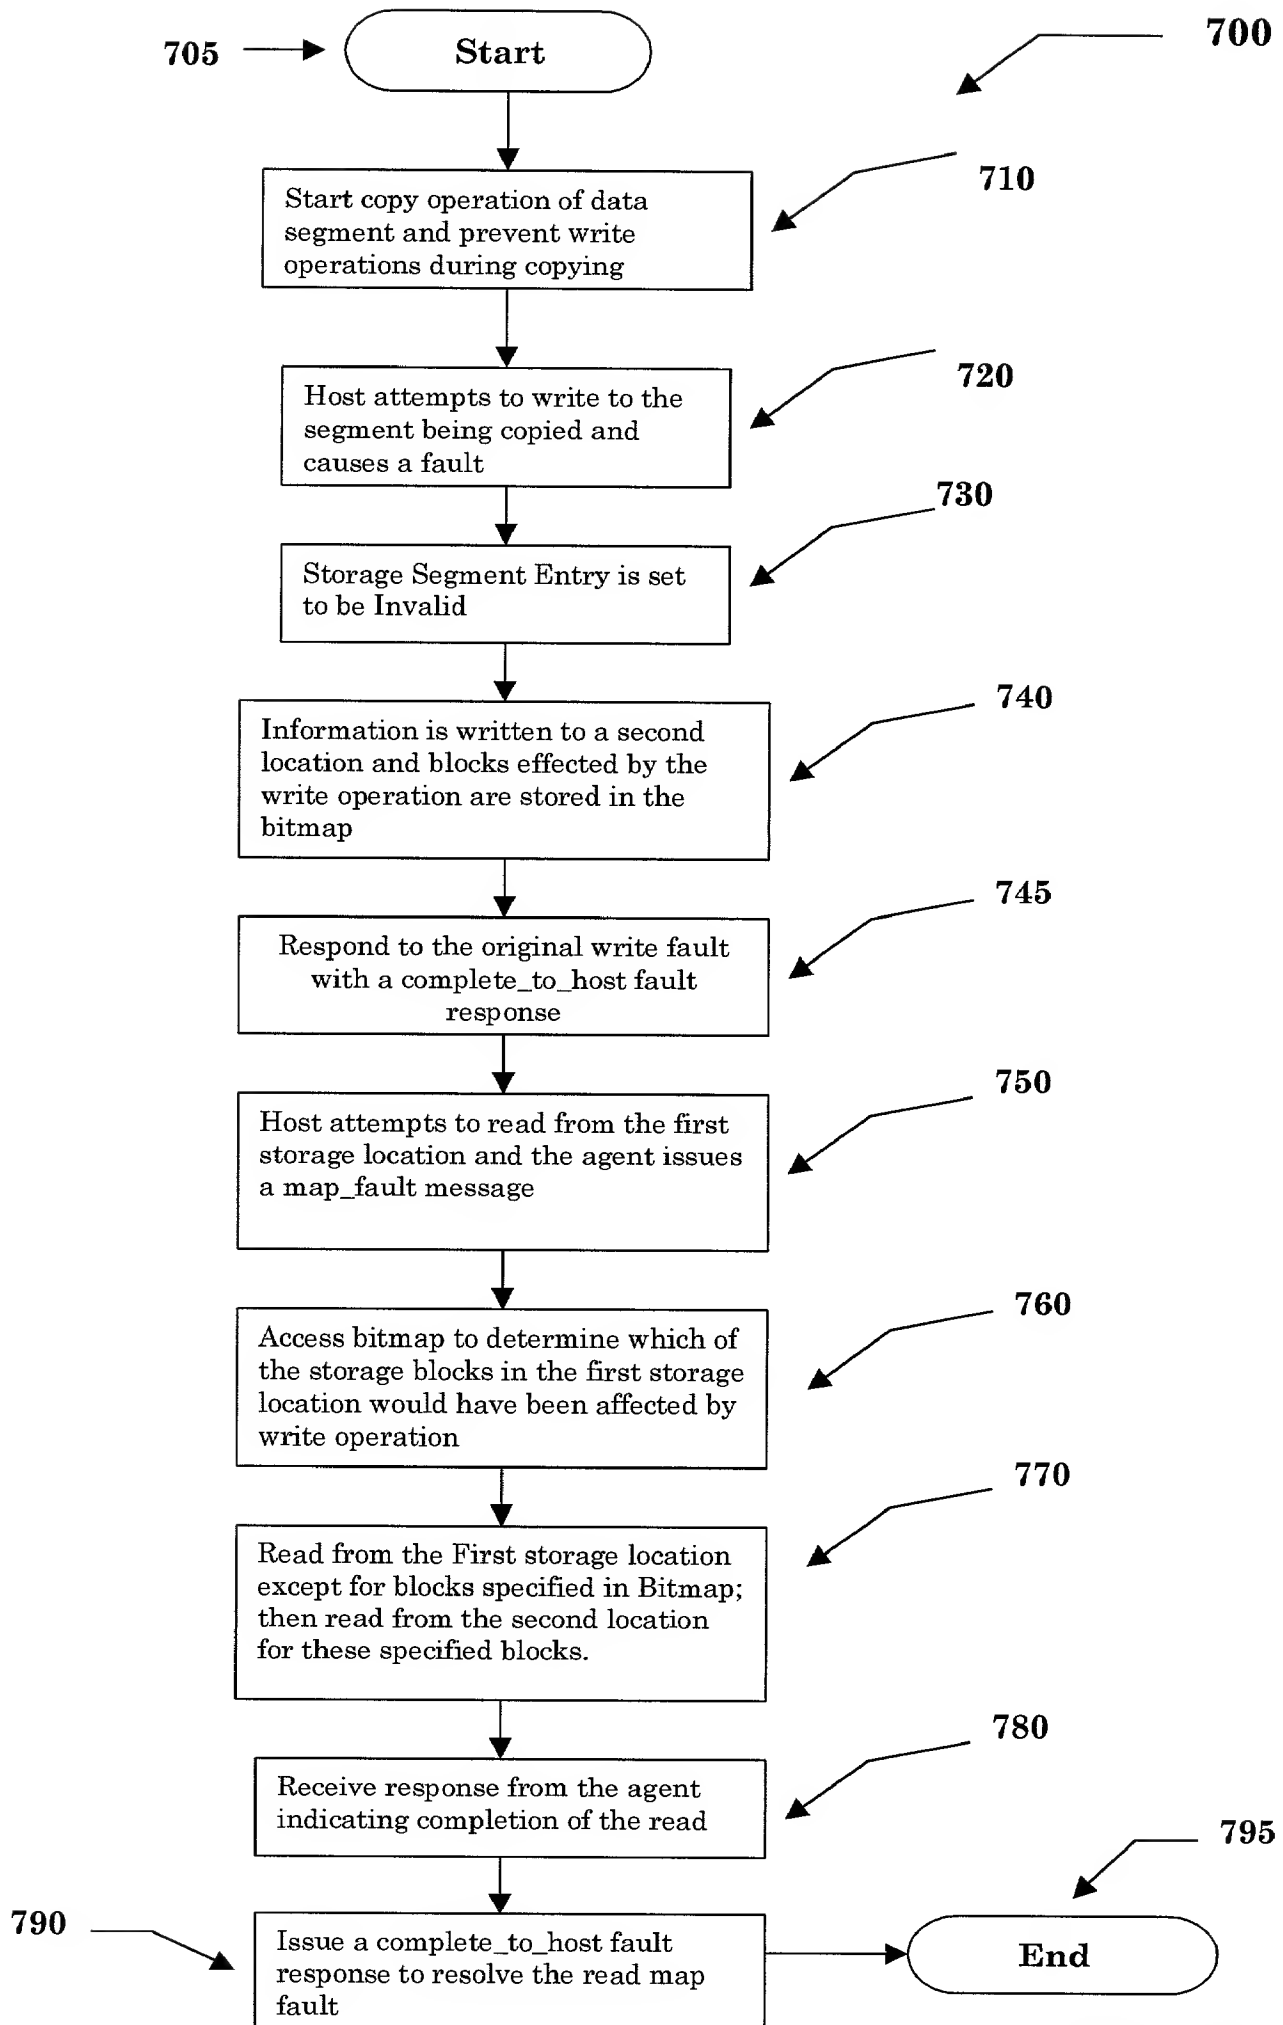 705
Start
700
710
Start copy operation of data
segment and prevent write
operations during copying
720
Host attempts to write to the
segment being copied and
causes a fault
730
Storage Segment Entry is set
to be Invalid
740
Information is written to a second
location and blocks effected by the
write operation are stored in the
bitmap
745
Respond to the original write fault
with a complete_to_host fault
response
750
Host attempts to read from the first
storage location and the agent issues
a map_fault message
760
Access bitmap to determine which of
the storage blocks in the first storage
location would have been affected by
write operation
770
Read from the First storage location
except for blocks specified in Bitmap;
then read from the second location
for these specified blocks.
780
Receive response from the agent
indicating completion of the read
795
790
Issue a complete_to_host fault
response to resolve the read map
fault
End